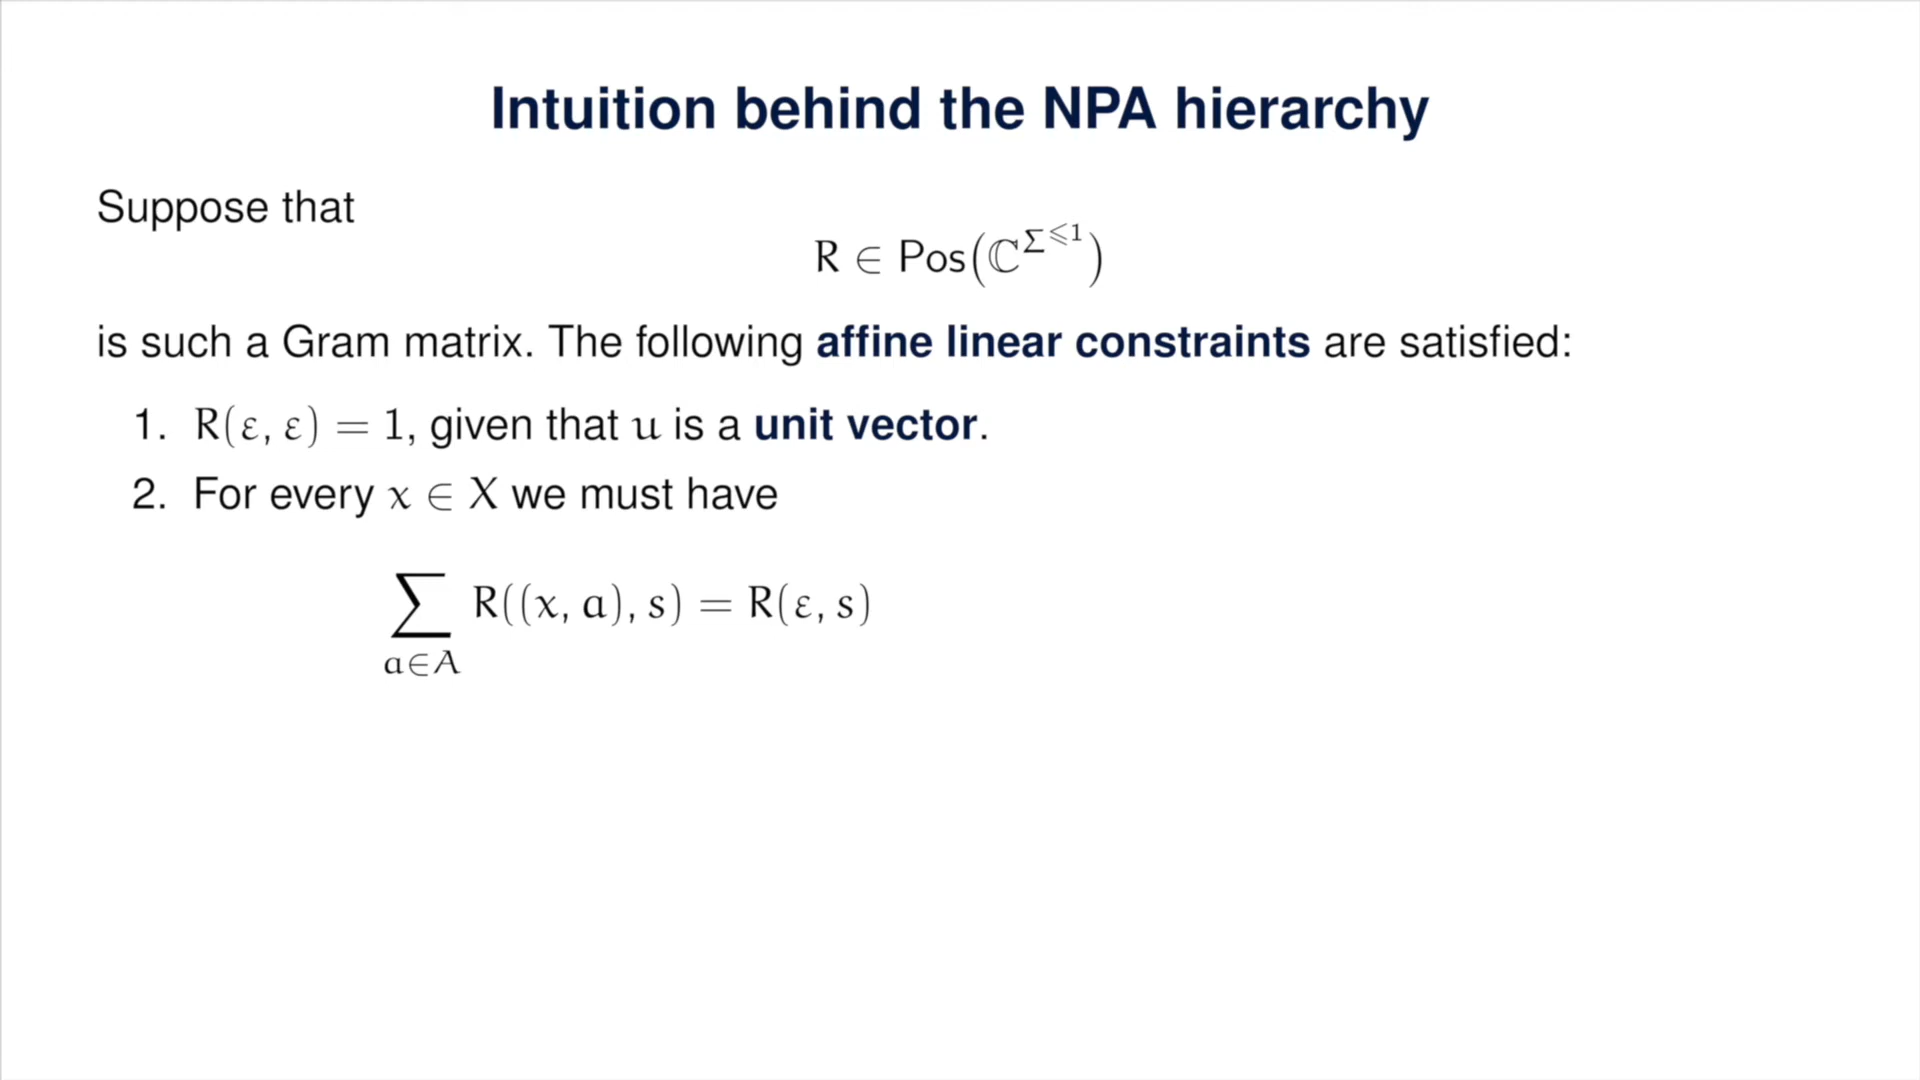 Intuition behind the NPA hierarchy
Suppose that
R ∈ Pos(ℂ^{Σ^{⩽1}})
is such a Gram matrix. The following affine linear constraints are satisfied:
1. R(ε, ε) = 1, given that u is a unit vector.
2. For every x ∈ X we must have
∑_{a∈A} R((x, a), s) = R(ε, s)